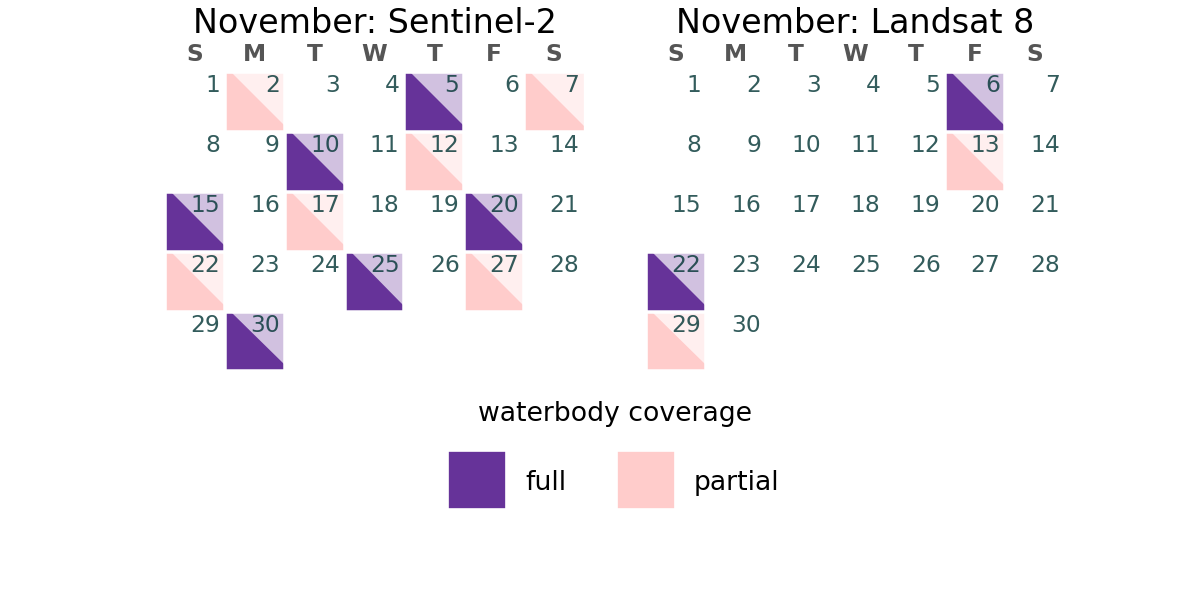 November: Sentinel-2
S M T W T F S
1 2 3 4 5 6 7
8 9 10 11 12 13 14
15 16 17 18 19 20 21
22 23 24 25 26 27 28
29 30
November: Landsat 8
S M T W T F S
1 2 3 4 5 6 7
8 9 10 11 12 13 14
15 16 17 18 19 20 21
22 23 24 25 26 27 28
29 30
waterbody coverage
full
partial